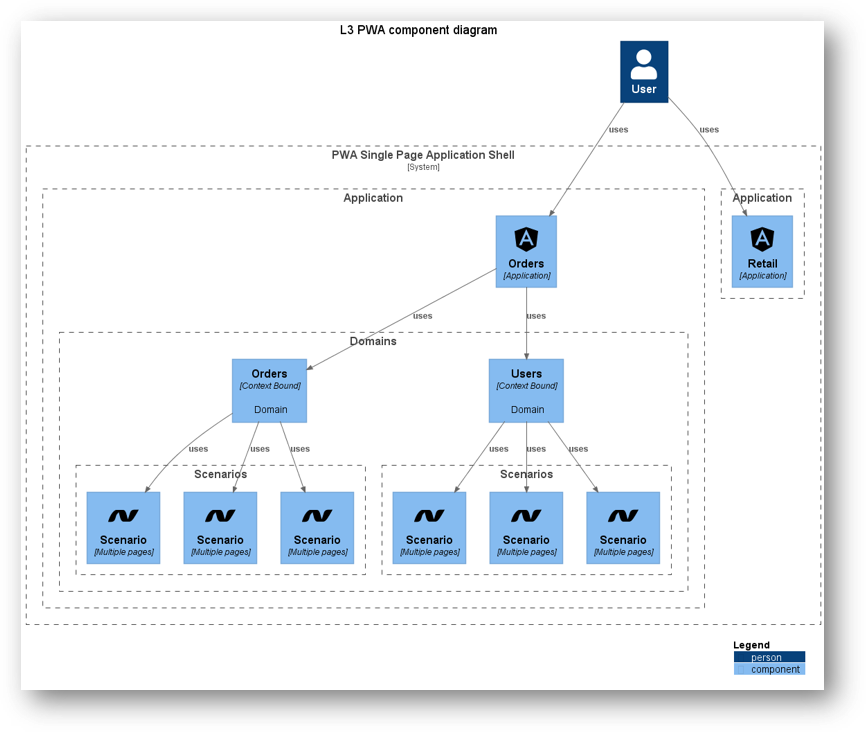 L3 PWA component diagram
User
uses
uses
PWA Single Page Application Shell
[System]
Application
Application
Orders
[Application]
Retail
[Application]
uses
uses
Domains
Orders
[Context Bound]
Domain
Users
[Context Bound]
Domain
uses
uses
uses
uses
uses
uses
Scenarios
Scenarios
Scenario
[Multiple pages]
Scenario
[Multiple pages]
Scenario
[Multiple pages]
Scenario
[Multiple pages]
Scenario
[Multiple pages]
Scenario
[Multiple pages]
Legend
person
component